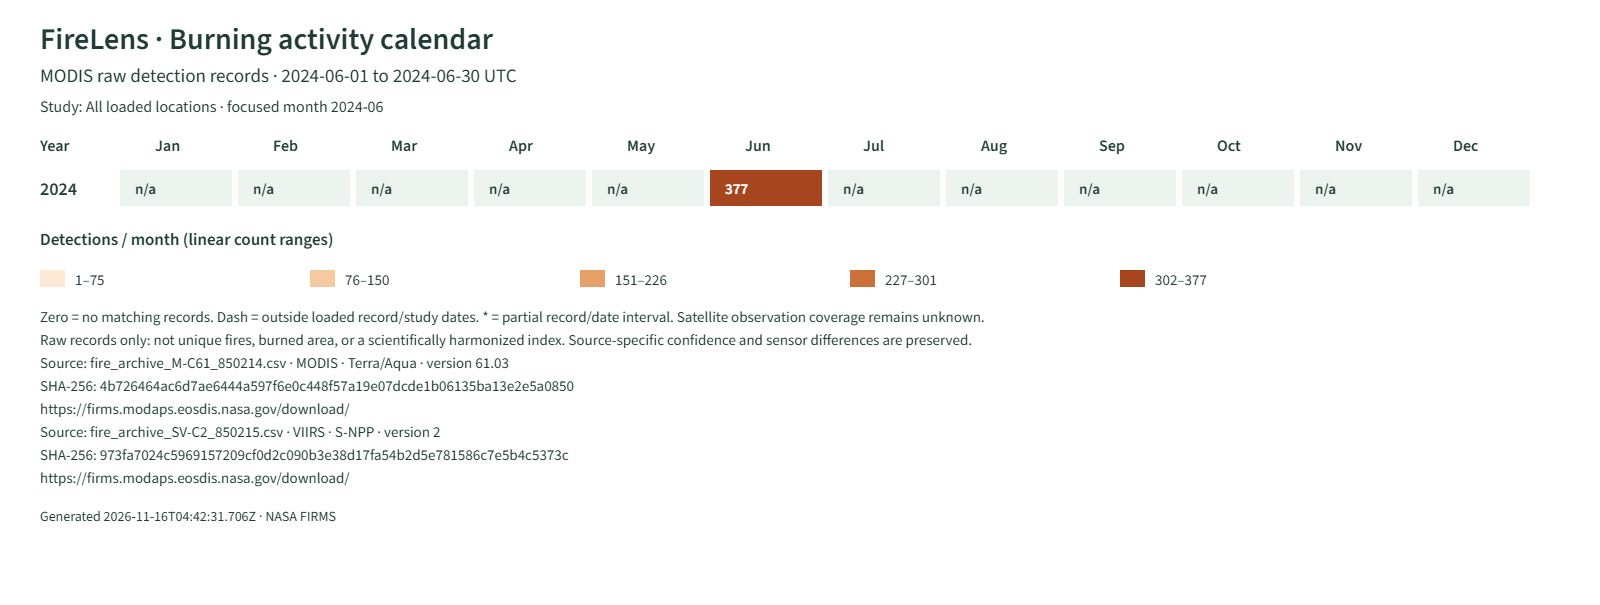 FireLens · Burning activity calendar
MODIS raw detection records · 2024-06-01 to 2024-06-30 UTC
Study: All loaded locations · focused month 2024-06
Year Jan Feb Mar Apr May Jun Jul Aug Sep Oct Nov Dec
2024 n/a n/a n/a n/a n/a 377 n/a n/a n/a n/a n/a n/a
Detections / month (linear count ranges)
1–75 76–150 151–226 227–301 302–377
Zero = no matching records. Dash = outside loaded record/study dates. * = partial record/date interval. Satellite observation coverage remains unknown.
Raw records only: not unique fires, burned area, or a scientifically harmonized index. Source-specific confidence and sensor differences are preserved.
Source: fire_archive_M-C61_850214.csv · MODIS · Terra/Aqua · version 61.03
SHA-256: 4b726464ac6d7ae6444a597f6e0c448f57a19e07dcde1b06135ba13e2e5a0850
https://firms.modaps.eosdis.nasa.gov/download/
Source: fire_archive_SV-C2_850215.csv · VIIRS · S-NPP · version 2
SHA-256: 973fa7024c5969157209cf0d2c090b3e38d17fa54b2d5e781586c7e5b4c5373c
https://firms.modaps.eosdis.nasa.gov/download/
Generated 2026-11-16T04:42:31.706Z · NASA FIRMS